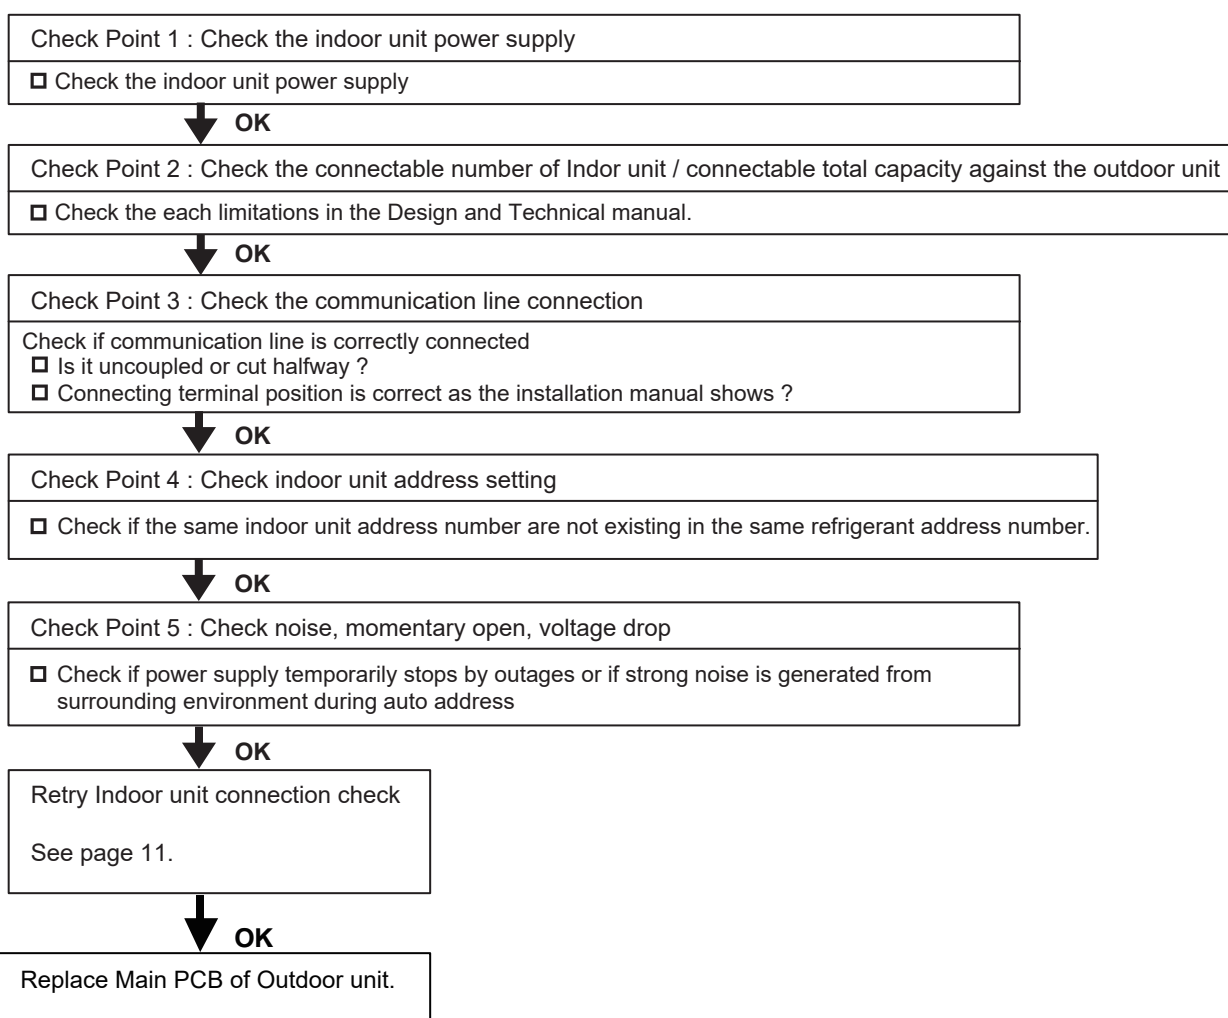 Check Point 1 : Check the indoor unit power supply
Check the indoor unit power supply
OK
Check Point 2 : Check the connectable number of Indor unit / connectable total capacity against the outdoor unit
Check the each limitations in the Design and Technical manual.
OK
Check Point 3 : Check the communication line connection
Check if communication line is correctly connected
Is it uncoupled or cut halfway ?
Connecting terminal position is correct as the installation manual shows ?
OK
Check Point 4 : Check indoor unit address setting
Check if the same indoor unit address number are not existing in the same refrigerant address number.
OK
Check Point 5 : Check noise, momentary open, voltage drop
Check if power supply temporarily stops by outages or if strong noise is generated from
surrounding environment during auto address
OK
Retry Indoor unit connection check
See page 11.
OK
Replace Main PCB of Outdoor unit.